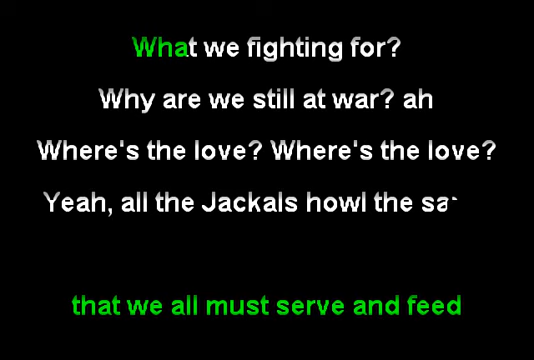 What we fighting for?
Why are we still at war? ah
Where's the love? Where's the love?
Yeah, all the Jackals howl the
that we all must serve and feed